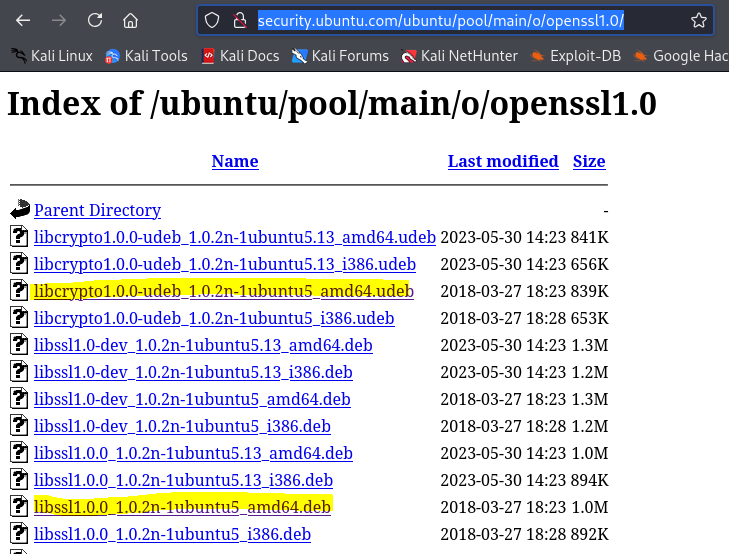 security.ubuntu.com/ubuntu/pool/main/o/openssl1.0/
Kali Linux Kali Tools Kali Docs Kali Forums Kali NetHunter Exploit-DB Google Hac
Index of /ubuntu/pool/main/o/openssl1.0
Name Last modified Size
Parent Directory -
libcrypto1.0.0-udeb_1.0.2n-1ubuntu5.13_amd64.udeb 2023-05-30 14:23 841K
libcrypto1.0.0-udeb_1.0.2n-1ubuntu5.13_i386.udeb 2023-05-30 14:23 656K
libcrypto1.0.0-udeb_1.0.2n-1ubuntu5_amd64.udeb 2018-03-27 18:23 839K
libcrypto1.0.0-udeb_1.0.2n-1ubuntu5_i386.udeb 2018-03-27 18:28 653K
libssl1.0-dev_1.0.2n-1ubuntu5.13_amd64.deb 2023-05-30 14:23 1.3M
libssl1.0-dev_1.0.2n-1ubuntu5.13_i386.deb 2023-05-30 14:23 1.2M
libssl1.0-dev_1.0.2n-1ubuntu5_amd64.deb 2018-03-27 18:23 1.3M
libssl1.0-dev_1.0.2n-1ubuntu5_i386.deb 2018-03-27 18:28 1.2M
libssl1.0.0_1.0.2n-1ubuntu5.13_amd64.deb 2023-05-30 14:23 1.0M
libssl1.0.0_1.0.2n-1ubuntu5.13_i386.deb 2023-05-30 14:23 894K
libssl1.0.0_1.0.2n-1ubuntu5_amd64.deb 2018-03-27 18:23 1.0M
libssl1.0.0_1.0.2n-1ubuntu5_i386.deb 2018-03-27 18:28 892K